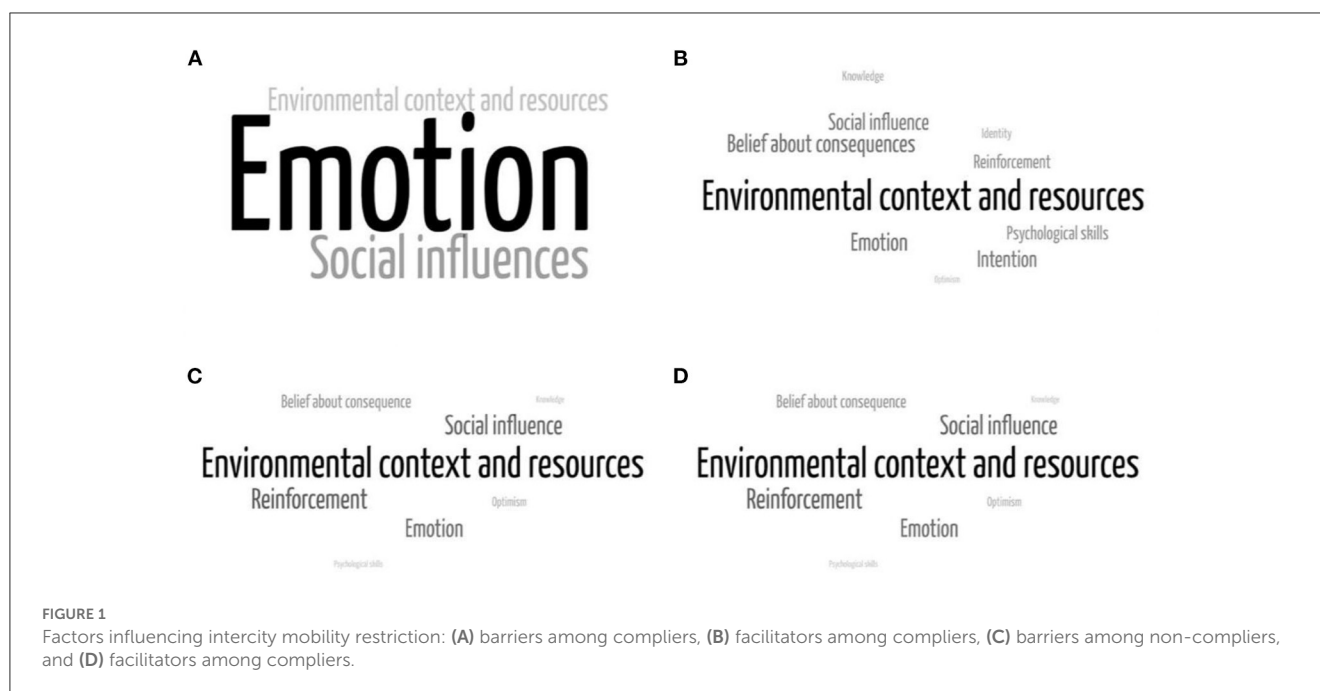 A
Environmental context and resources
Emotion
Social influences
B
Knowledge
Social influence
Identity
Belief about consequences
Reinforcement
Environmental context and resources
Psychological skills
Emotion
Intention
Optimism
C
Belief about consequence
Knowledge
Social influence
Environmental context and resources
Reinforcement
Optimism
Emotion
Psychological skills
D
Belief about consequence
Knowledge
Social influence
Environmental context and resources
Reinforcement
Optimism
Emotion
Psychological skills
FIGURE 1
Factors influencing intercity mobility restriction: (A) barriers among compliers, (B) facilitators among compliers, (C) barriers among non-compliers,
and (D) facilitators among compliers.